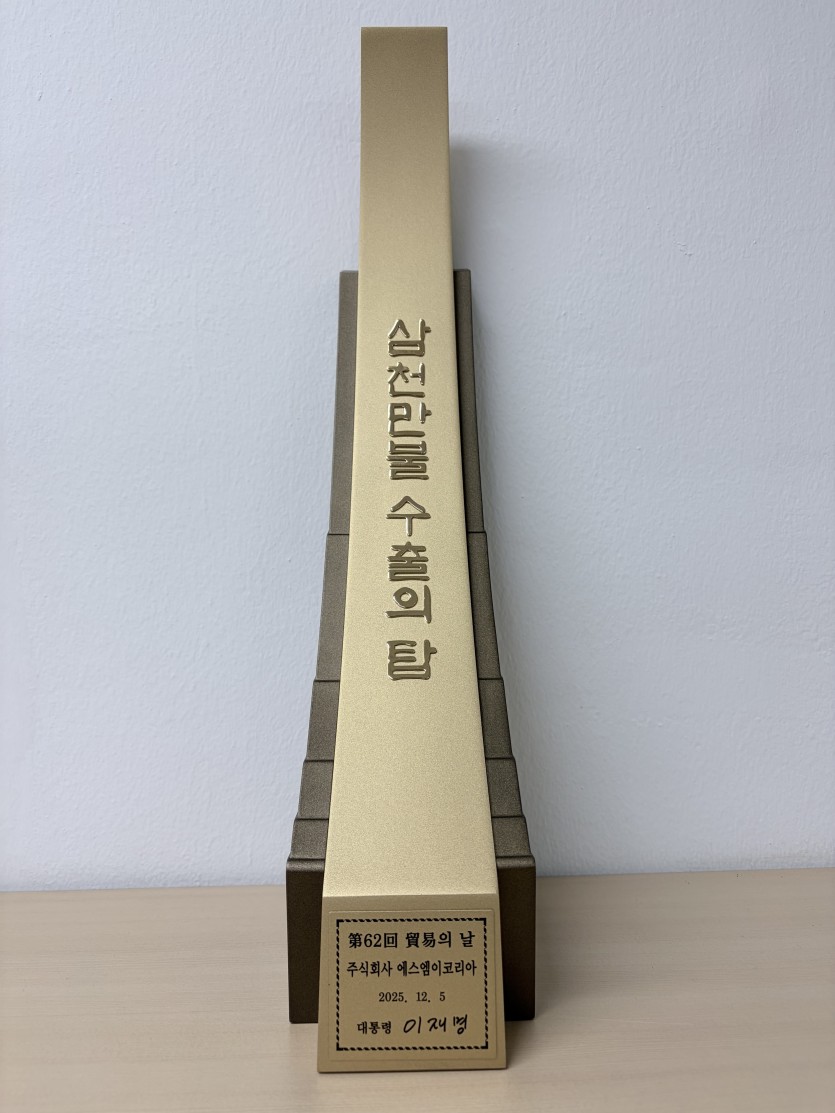 삼천만불 수출의 탑
第62回 貿易의 날
주식회사 에스엠이코리아
2025. 12. 5
대통령 이재명